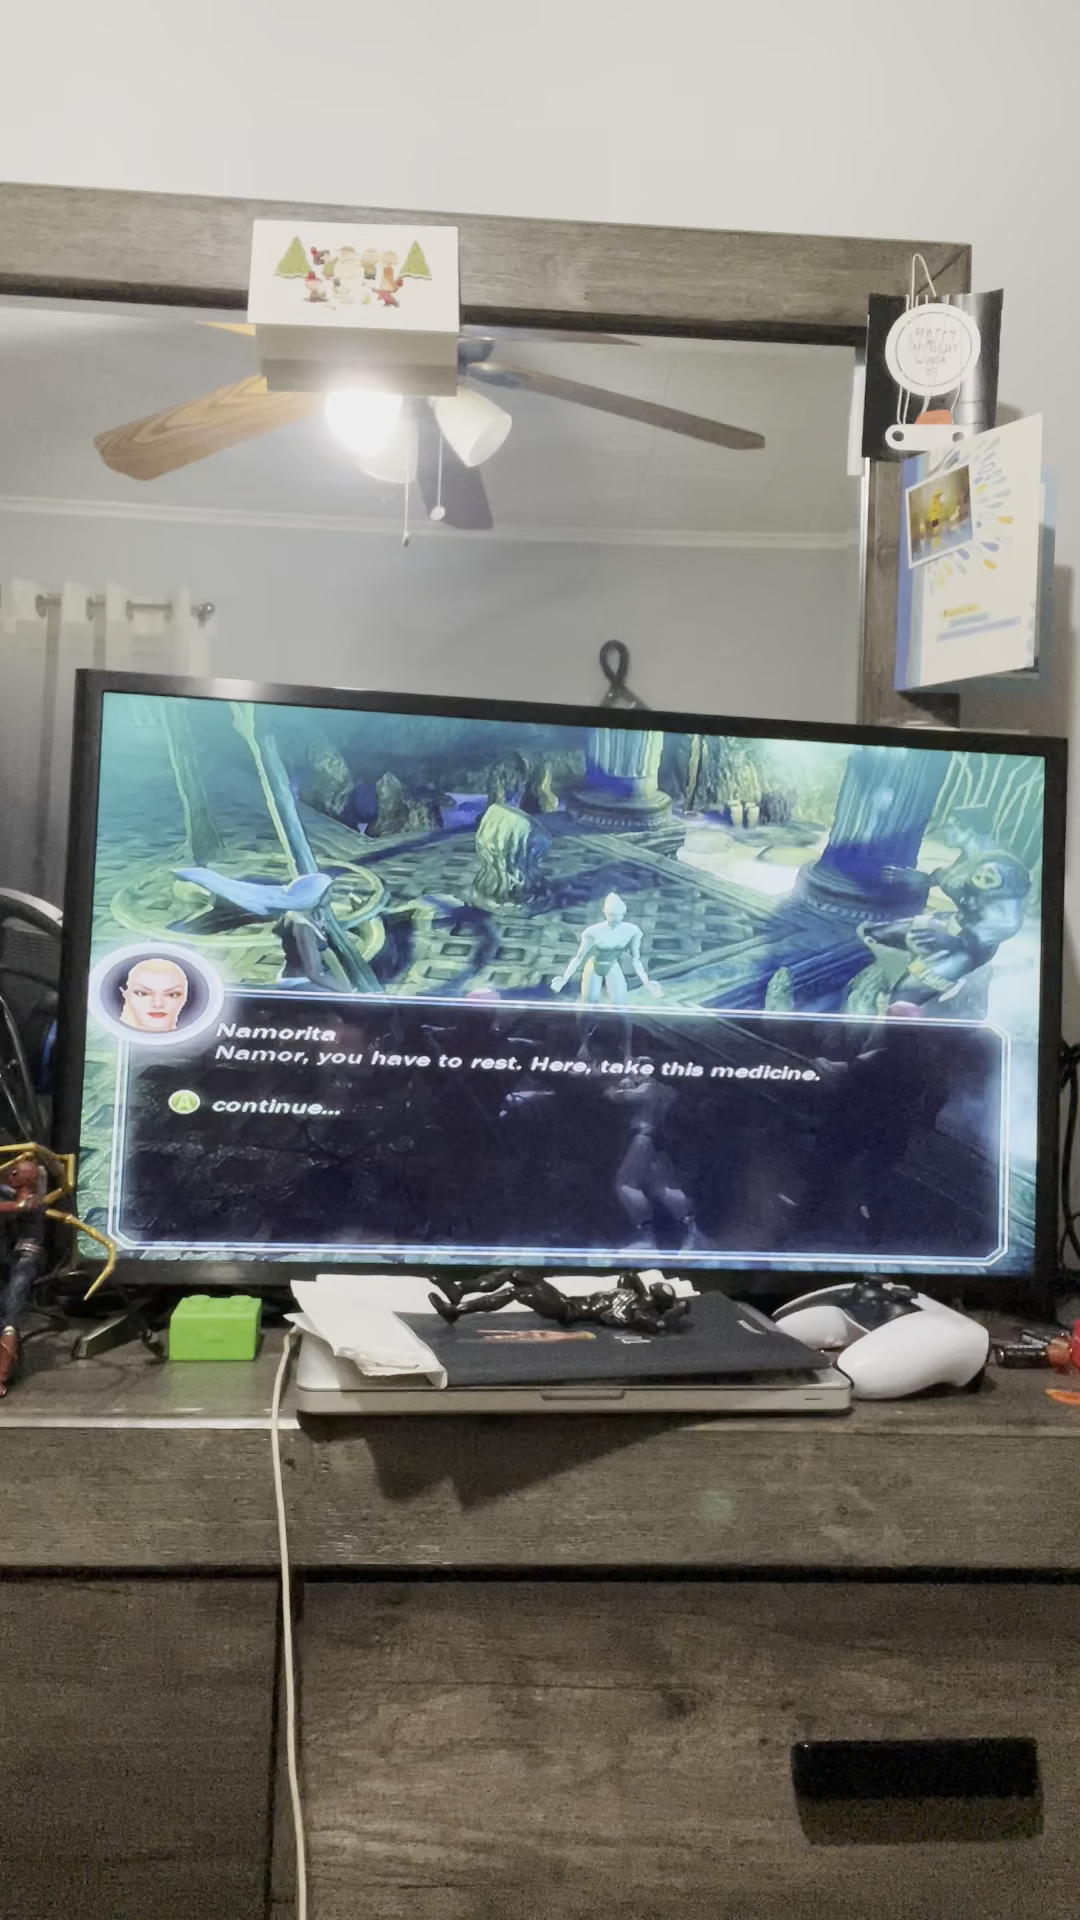 Namorita
Namor, you have to rest. Here, take this medicine.
A continue...